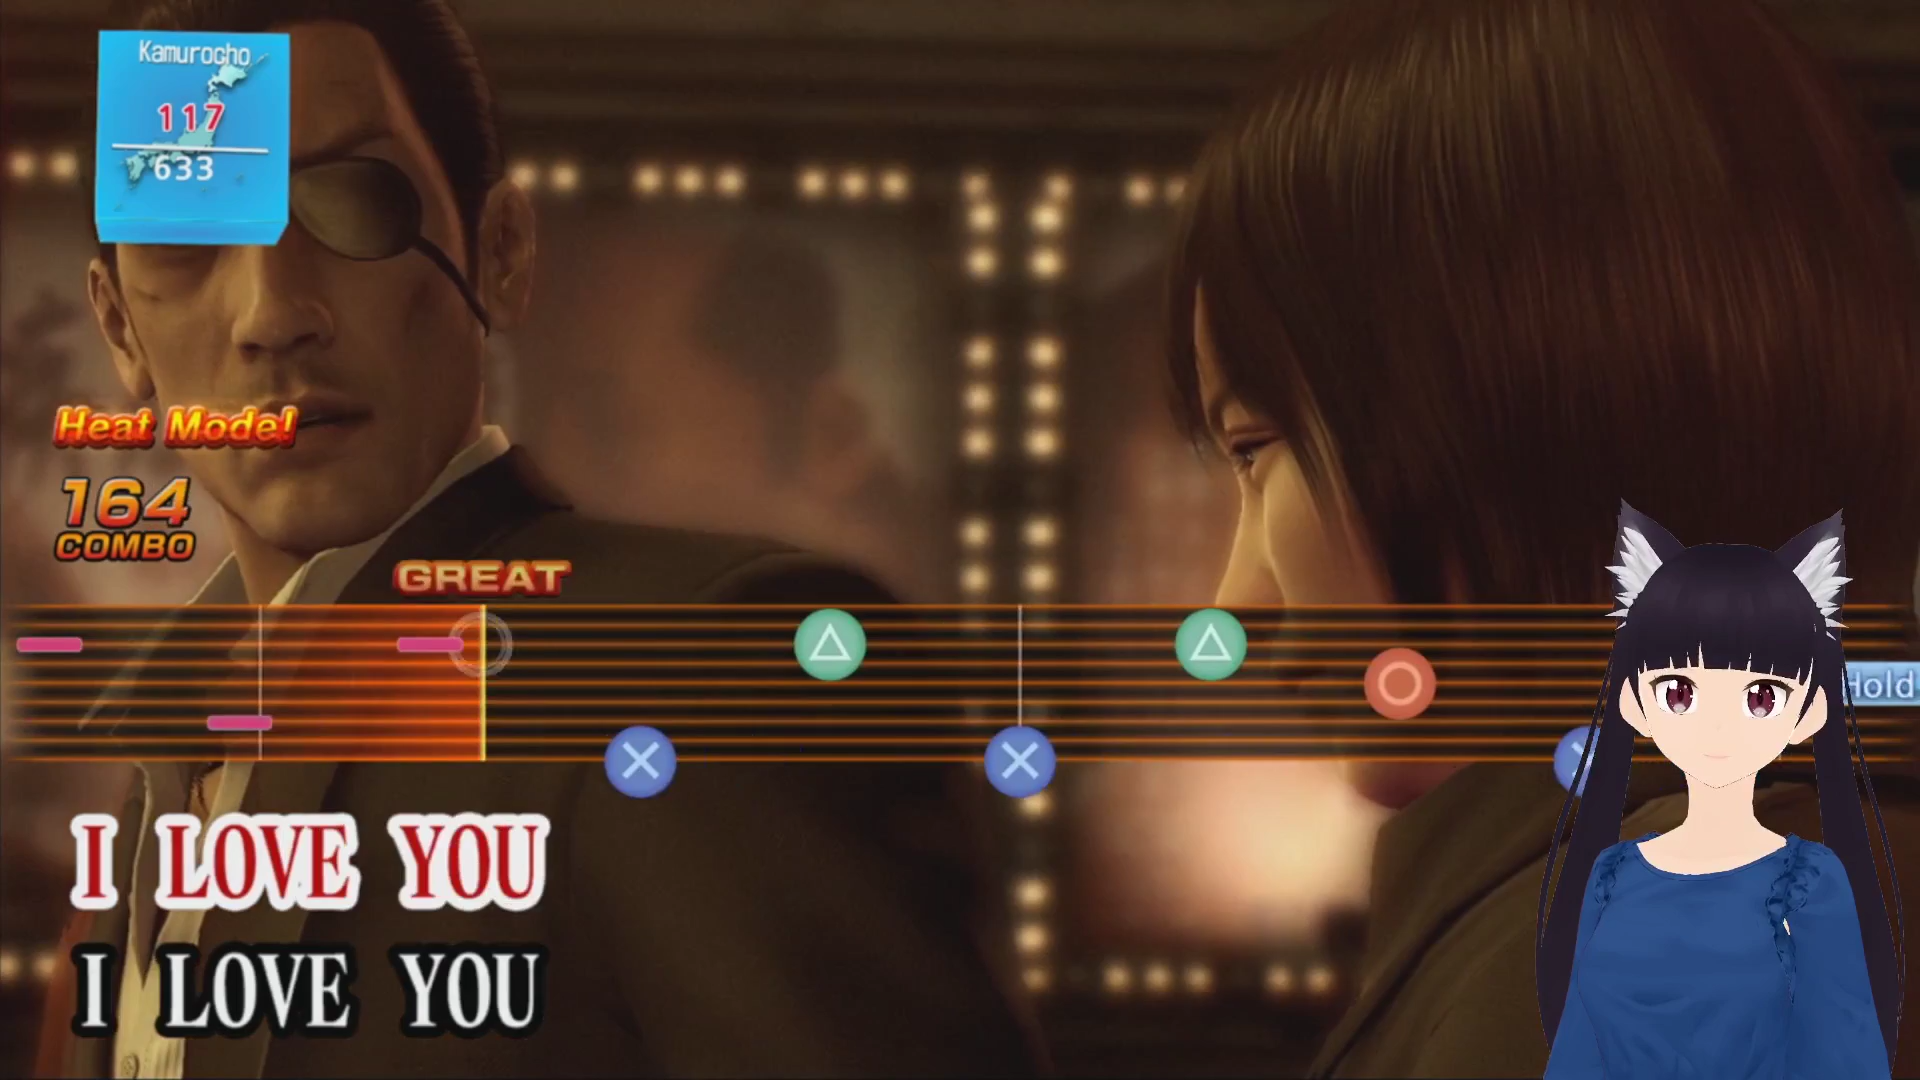 Kamurocho
117
633
Heat Mode!
164
COMBO
GREAT
Hold
I LOVE YOU
I LOVE YOU